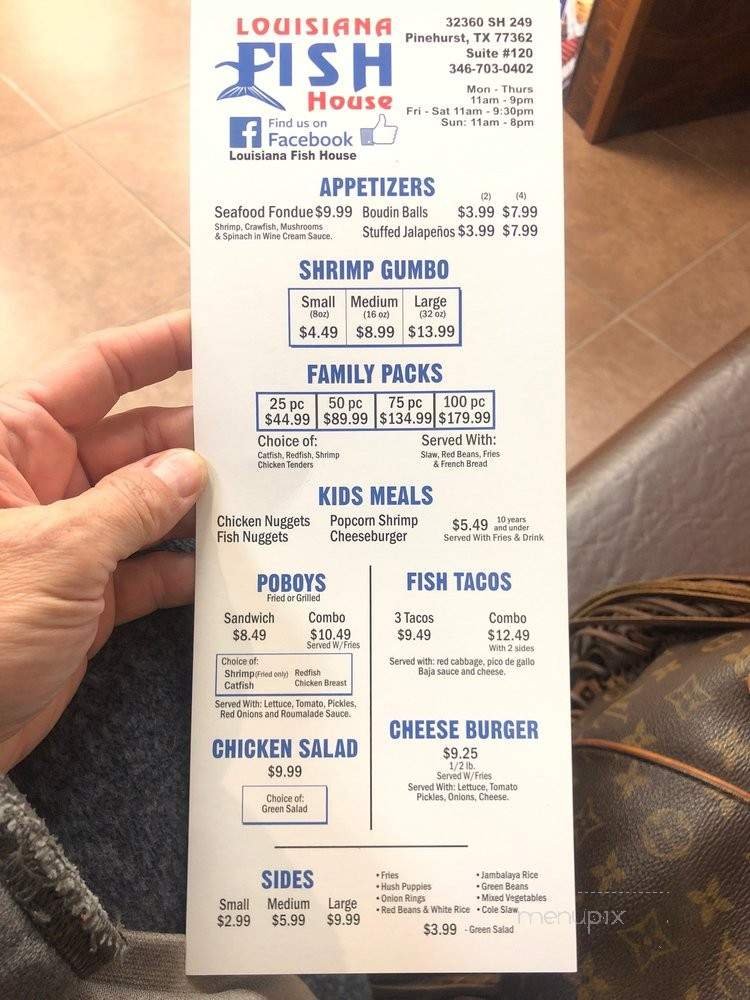 LOUISIANA
FISH
House
32360 SH 249
Pinehurst, TX 77362
Suite #120
346-703-0402
Mon - Thurs
11am - 9pm
Fri - Sat 11am - 9:30pm
Sun: 11am - 8pm
f Find us on
Facebook
Louisiana Fish House
APPETIZERS
(2) (4)
Seafood Fondue $9.99 Boudin Balls $3.99 $7.99
Shrimp, Crawfish, Mushrooms
& Spinach in Wine Cream Sauce.
Stuffed Jalapeños $3.99 $7.99
SHRIMP GUMBO
Small Medium Large
(8oz) (16 oz) (32 oz)
$4.49 $8.99 $13.99
FAMILY PACKS
25 pc 50 pc 75 pc 100 pc
$44.99 $89.99 $134.99 $179.99
Choice of:
Catfish, Redfish, Shrimp
Chicken Tenders
Served With:
Slaw, Red Beans, Fries
& French Bread
KIDS MEALS
Chicken Nuggets Popcorn Shrimp
Fish Nuggets Cheeseburger
$5.49 10 years
and under
Served With Fries & Drink
POBOYS
Fried or Grilled
Sandwich Combo
$8.49 $10.49
Served W/Fries
Choice of:
Shrimp(Fried only) Redfish
Catfish Chicken Breast
Served With: Lettuce, Tomato, Pickles,
Red Onions and Roumalade Sauce.
FISH TACOS
3 Tacos Combo
$9.49 $12.49
With 2 sides
Served with: red cabbage, pico de gallo
Baja sauce and cheese.
CHICKEN SALAD
$9.99
Choice of:
Green Salad
CHEESE BURGER
$9.25
1/2 lb.
Served W/Fries
Served With: Lettuce, Tomato
Pickles, Onions, Cheese.
SIDES
Small Medium Large
$2.99 $5.99 $9.99
• Fries
• Hush Puppies
• Onion Rings
• Red Beans & White Rice
• Jambalaya Rice
• Green Beans
• Mixed Vegetables
• Cole Slaw
$3.99 - Green Salad
menupix